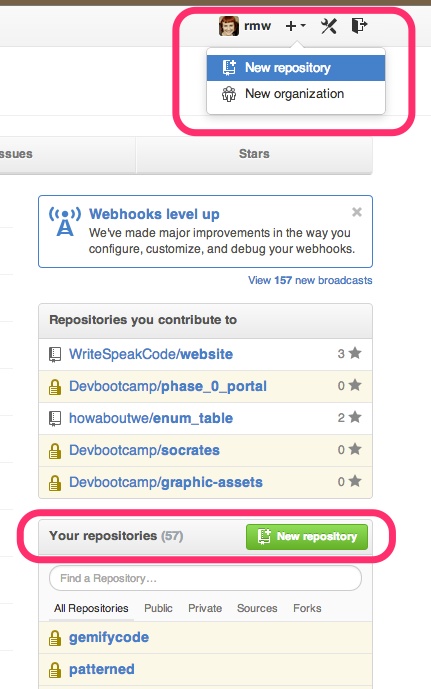 rmw
New repository
New organization
ssues Stars
Webhooks level up
We've made major improvements in the way you
configure, customize, and debug your webhooks.
View 157 new broadcasts
Repositories you contribute to
WriteSpeakCode/website 3
Devbootcamp/phase_0_portal 0
howaboutwe/enum_table 2
Devbootcamp/socrates 0
Devbootcamp/graphic-assets 0
Your repositories (57) New repository
Find a Repository...
All Repositories Public Private Sources Forks
gemifycode
patterned